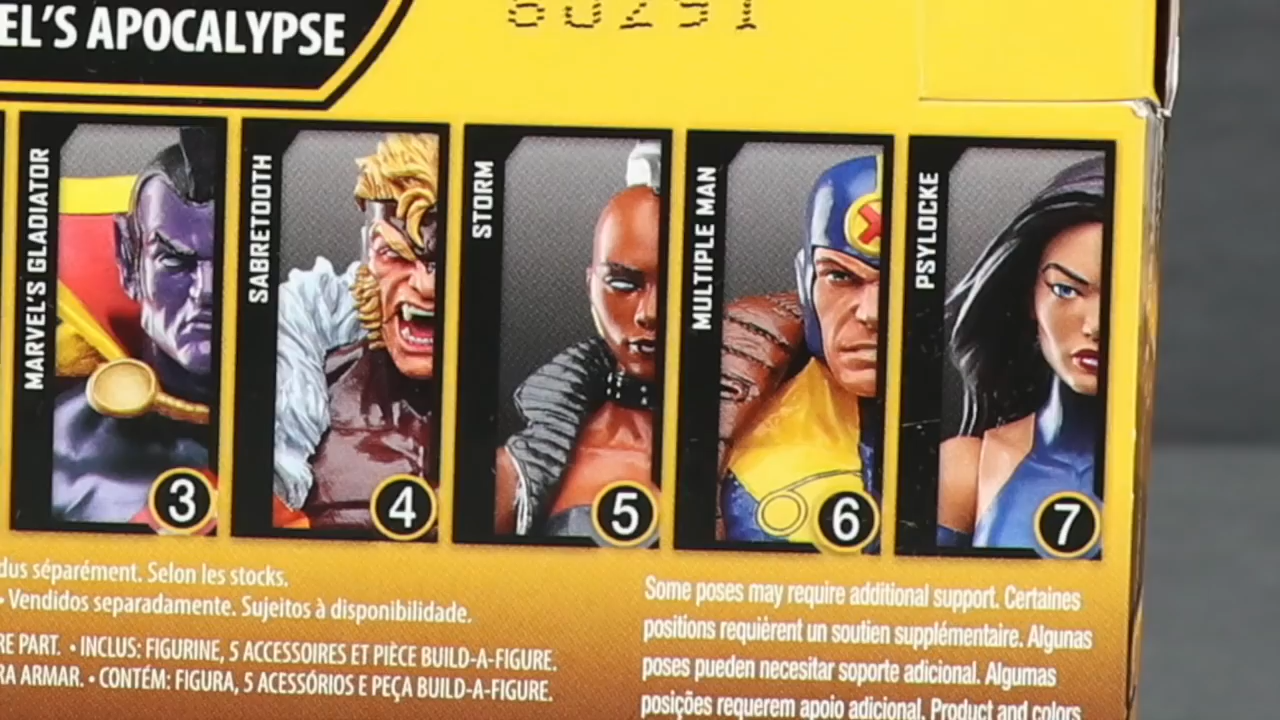 EL'S APOCALYPSE
MARVEL'S GLADIATOR
SABRETOOTH
STORM
MULTIPLE MAN
PSYLOCKE
3
4
5
6
7
dus séparément. Selon les stocks.
• Vendidos separadamente. Sujeitos à disponibilidade.
RE PART. • INCLUS: FIGURINE, 5 ACCESSOIRES ET PIÈCE BUILD-A-FIGURE.
RA ARMAR. • CONTÉM: FIGURA, 5 ACESSÓRIOS E PEÇA BUILD-A-FIGURE.
Some poses may require additional support. Certaines
positions requièrent un soutien supplémentaire. Algunas
poses pueden necesitar soporte adicional. Algumas
posições requerem apoio adicional. Product and colors